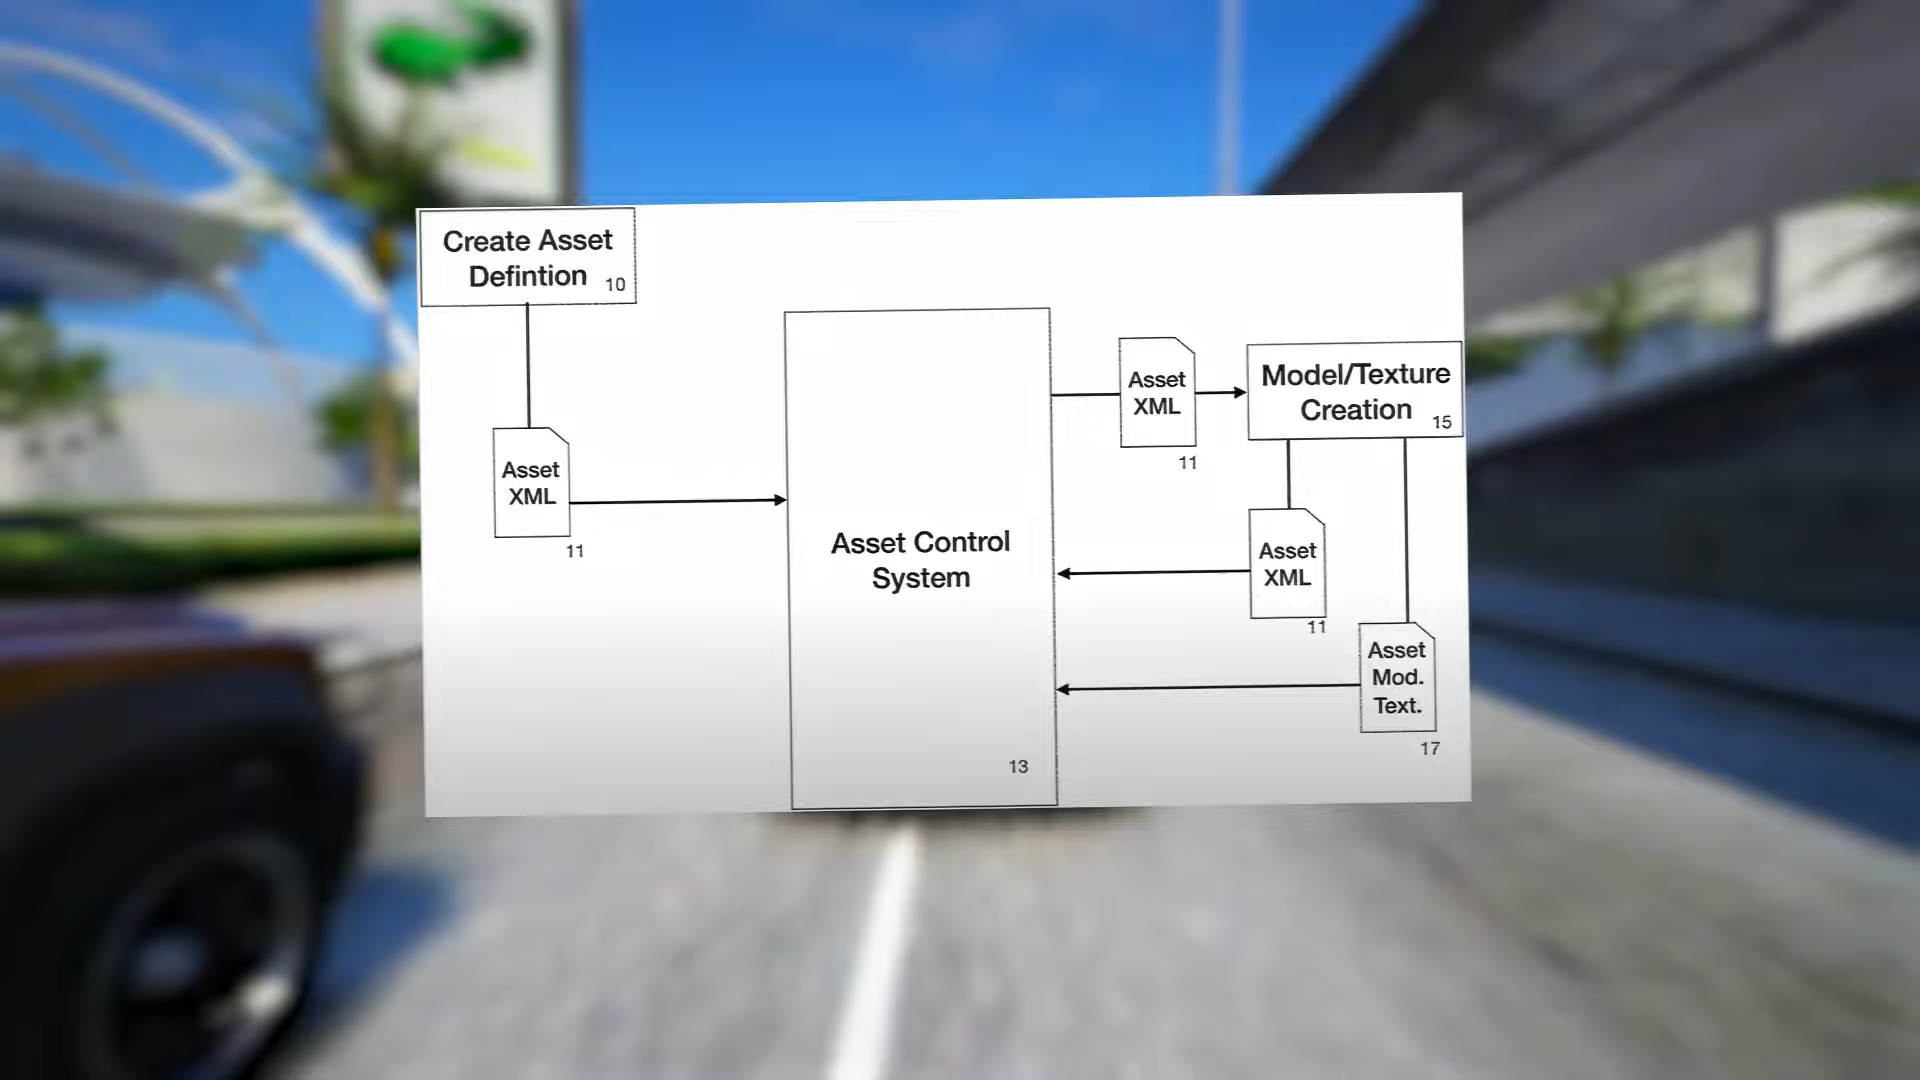 Create Asset
Defintion
10
Asset
XML
11
Asset Control
System
13
Asset
XML
11
Model/Texture
Creation
15
Asset
XML
11
Asset
Mod.
Text.
17